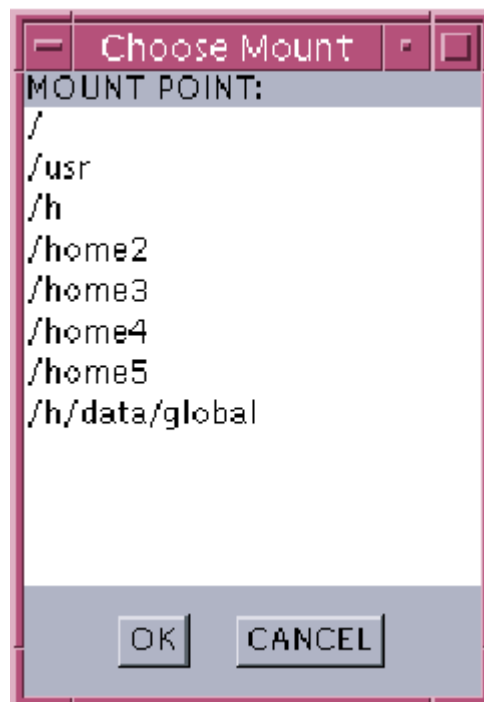 Choose Mount
MOUNT POINT:
/
/usr
/h
/home2
/home3
/home4
/home5
/h/data/global
OK CANCEL